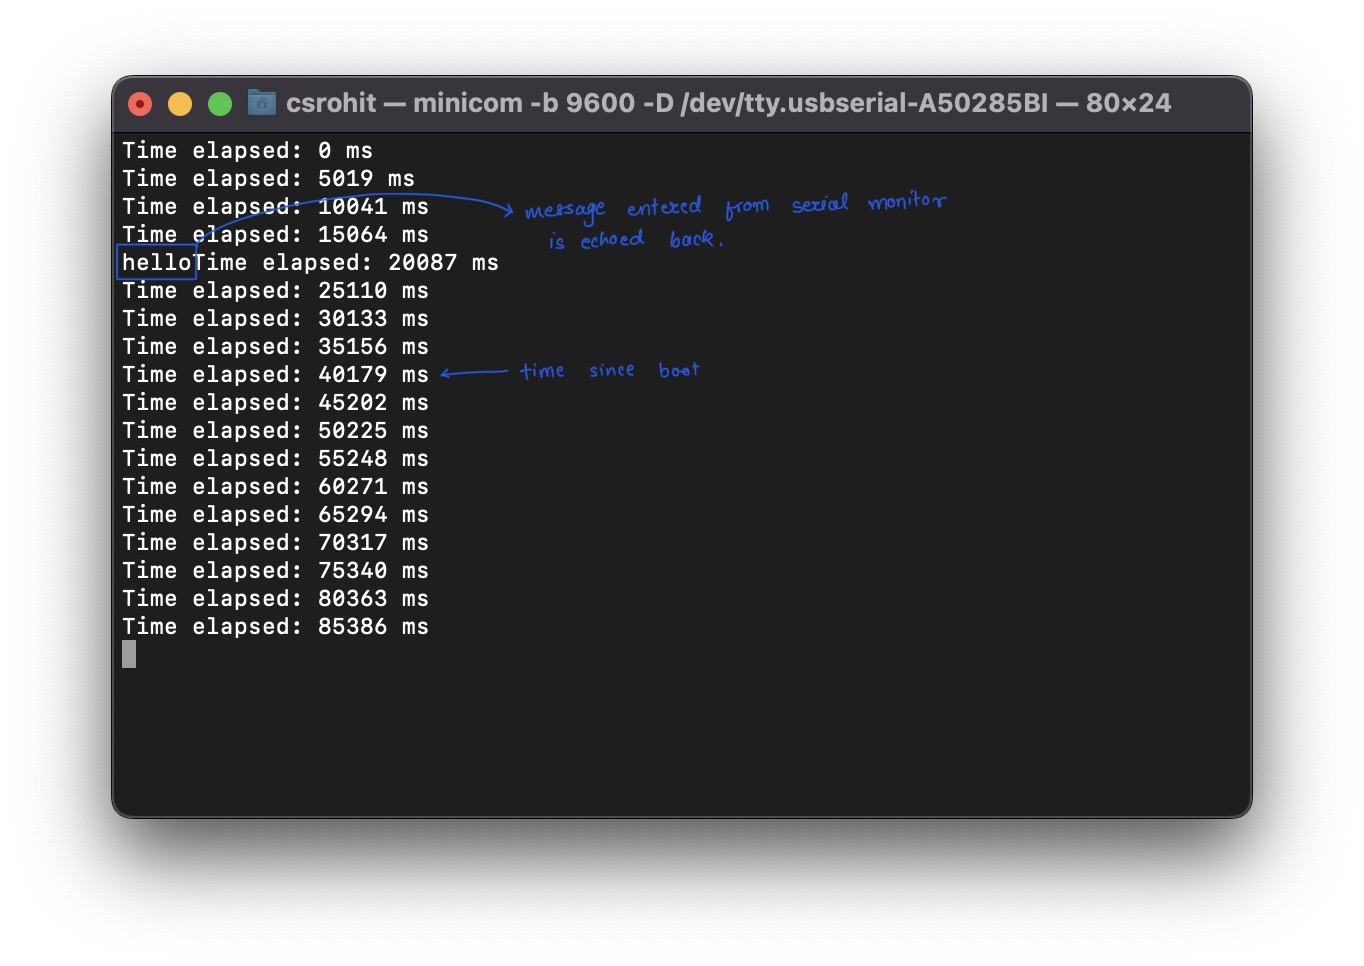 csrohit — minicom -b 9600 -D /dev/tty.usbserial-A50285BI — 80×24
Time elapsed: 0 ms
Time elapsed: 5019 ms
Time elapsed: 10041 ms
message entered from serial monitor
Time elapsed: 15064 ms
is echoed back.
helloTime elapsed: 20087 ms
Time elapsed: 25110 ms
Time elapsed: 30133 ms
Time elapsed: 35156 ms
Time elapsed: 40179 ms
time since boot
Time elapsed: 45202 ms
Time elapsed: 50225 ms
Time elapsed: 55248 ms
Time elapsed: 60271 ms
Time elapsed: 65294 ms
Time elapsed: 70317 ms
Time elapsed: 75340 ms
Time elapsed: 80363 ms
Time elapsed: 85386 ms